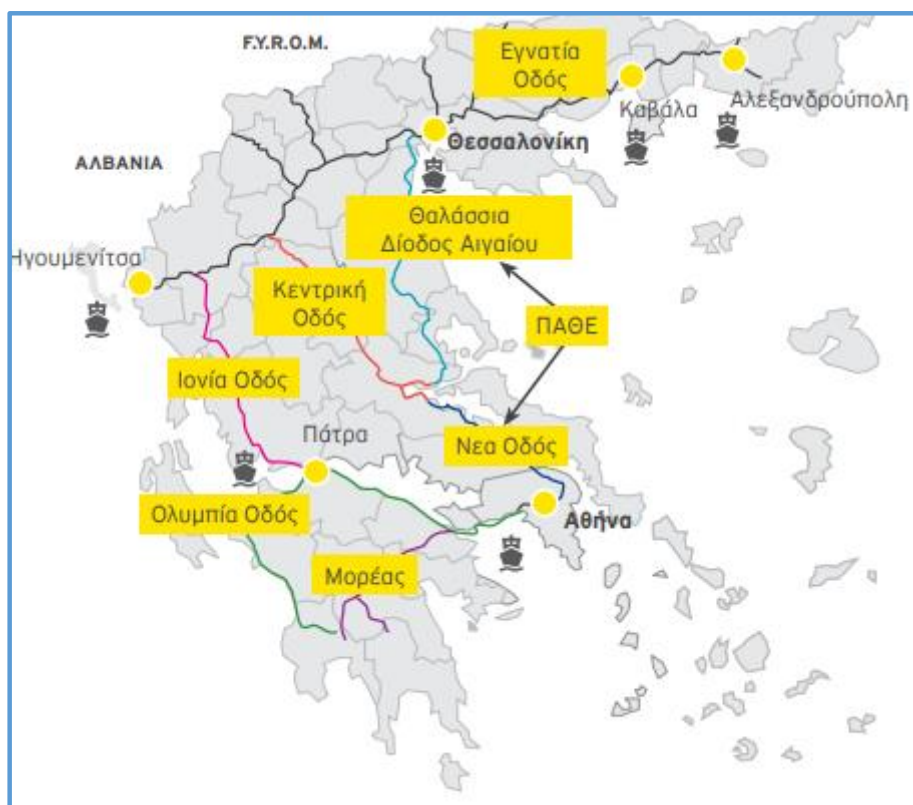 F.Y.R.O.M.
Εγνατία
Οδός
Καβάλα
Αλεξανδρούπολη
Θεσσαλονίκη
ΑΛΒΑΝΙΑ
Θαλάσσια
Δίοδος Αιγαίου
Ηγουμενίτσα
Κεντρική
Οδός
ΠΑΘΕ
Ιονία Οδός
Πάτρα
Νεα Οδός
Ολυμπία Οδός
Αθήνα
Μορέας